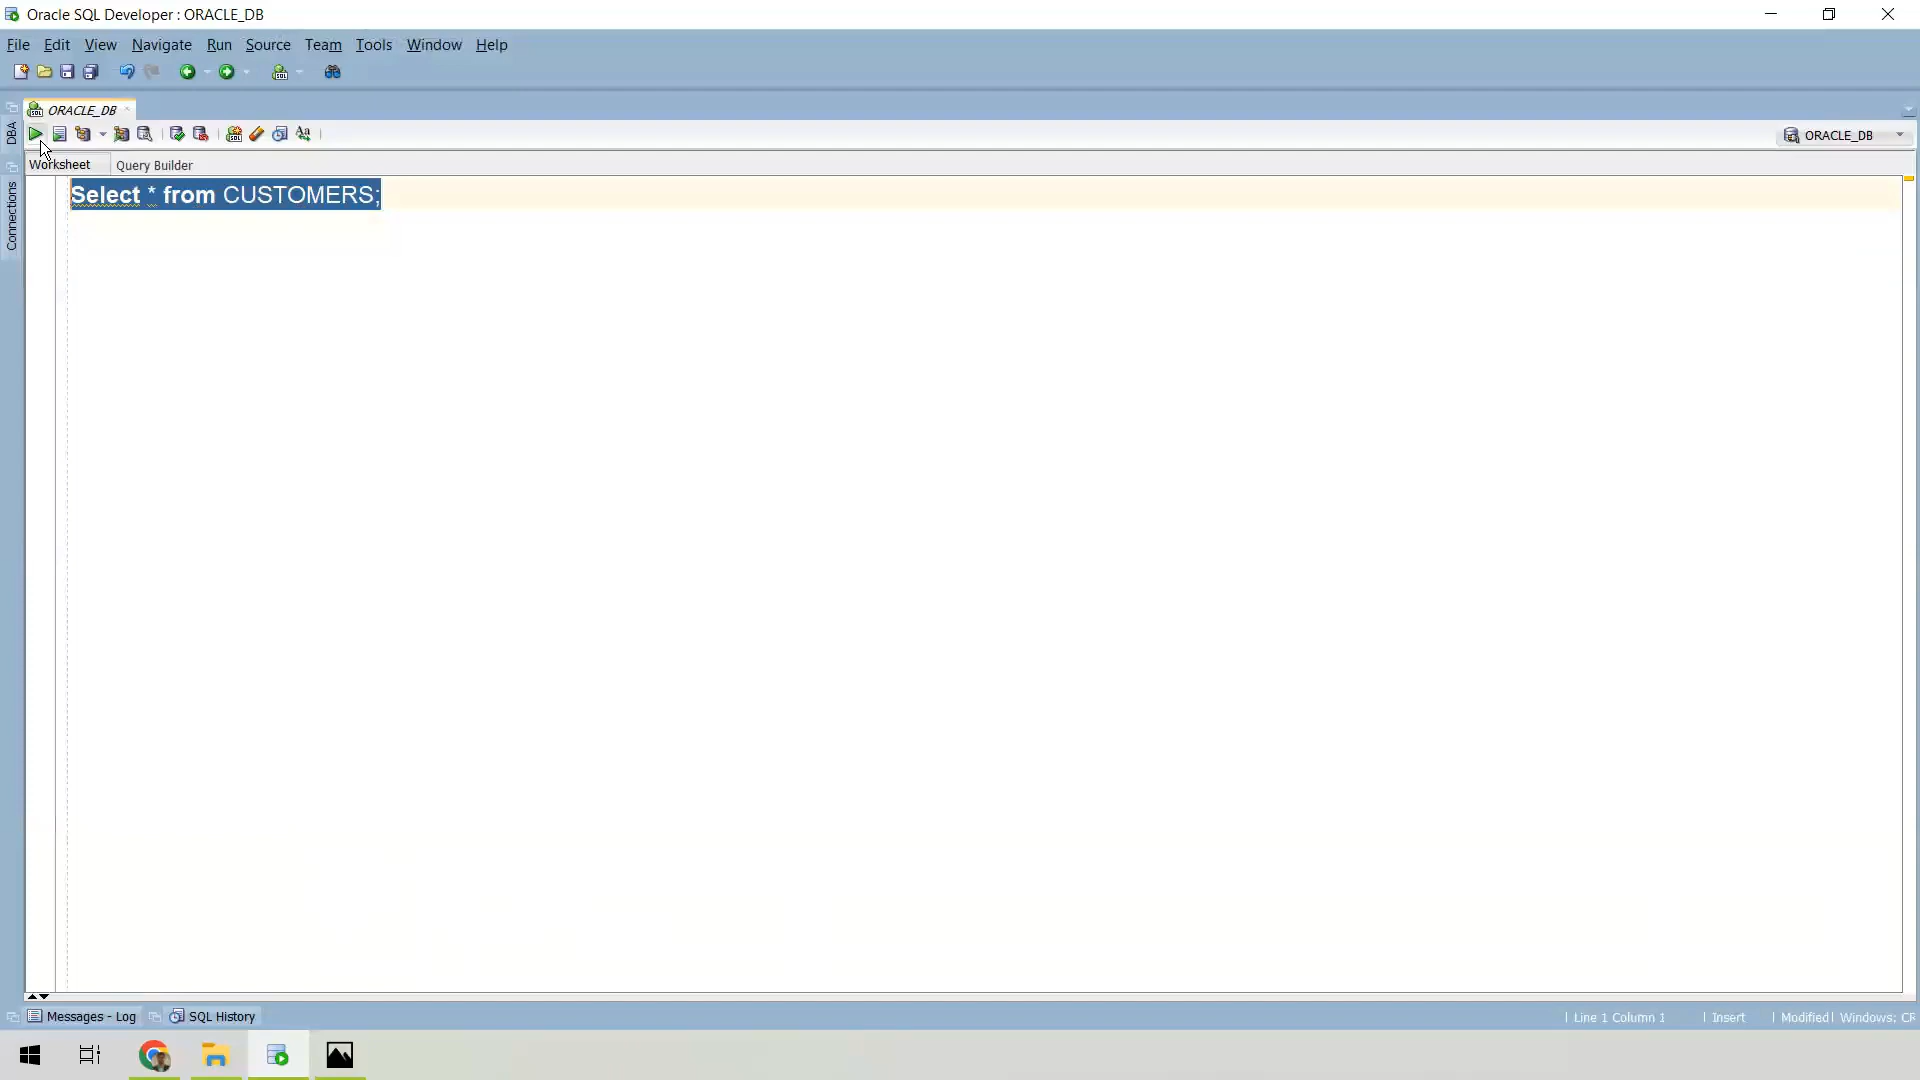 Oracle SQL Developer : ORACLE_DB
File Edit View Navigate Run Source Team Tools Window Help
ORACLE_DB
ORACLE_DB
Worksheet Query Builder
Select * from CUSTOMERS;
DBA
Connections
Messages - Log SQL History
Line 1 Column 1 Insert Modified Windows: CR